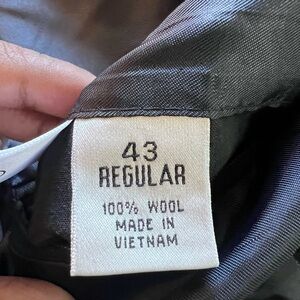 43
REGULAR
100% WOOL
MADE IN
VIETNAM